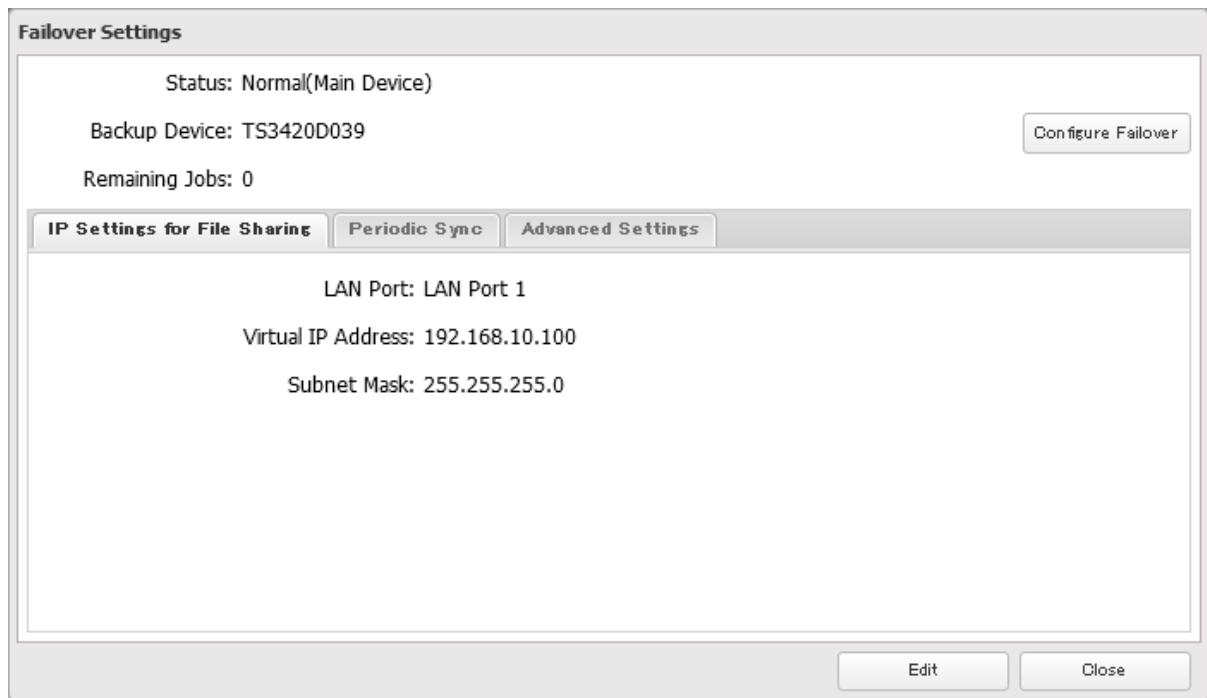 Failover Settings
Status: Normal(Main Device)
Backup Device: TS3420D039
Configure Failover
Remaining Jobs: 0
IP Settings for File Sharing
Periodic Sync
Advanced Settings
LAN Port: LAN Port 1
Virtual IP Address: 192.168.10.100
Subnet Mask: 255.255.255.0
Edit
Close